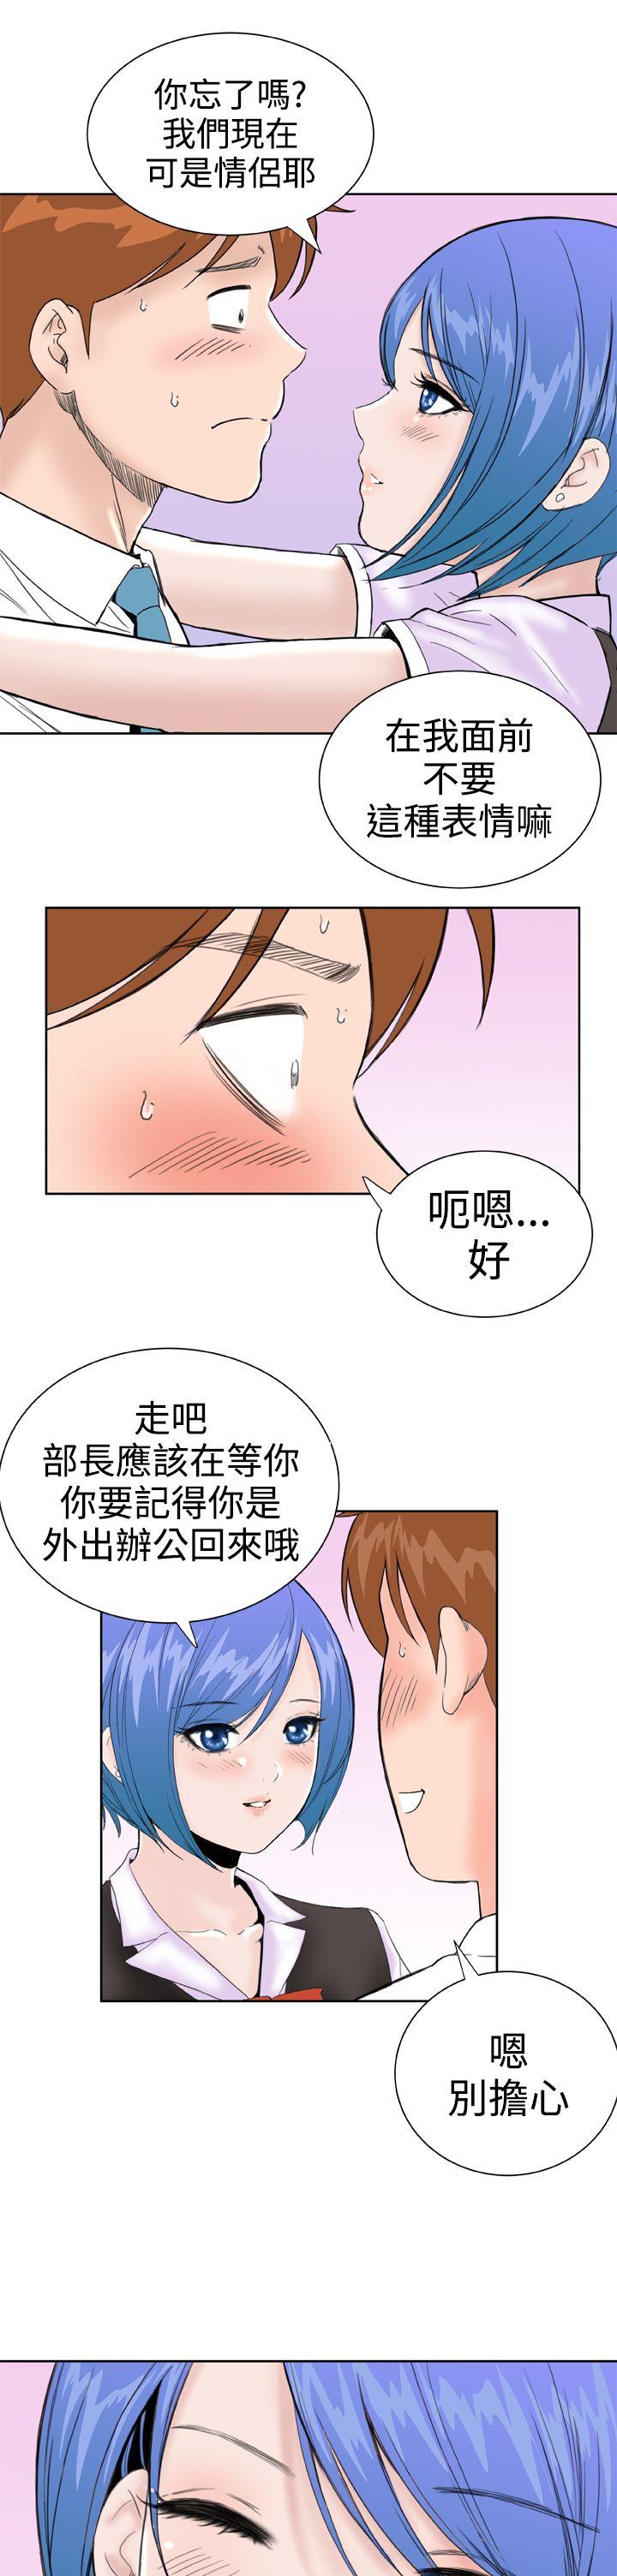 你忘了嗎?
我們現在
可是情侶耶
在我面前
不要
這種表情嘛
呃嗯...
好
走吧
部長應該在等你
你要記得你是
外出辦公回來哦
嗯
別擔心